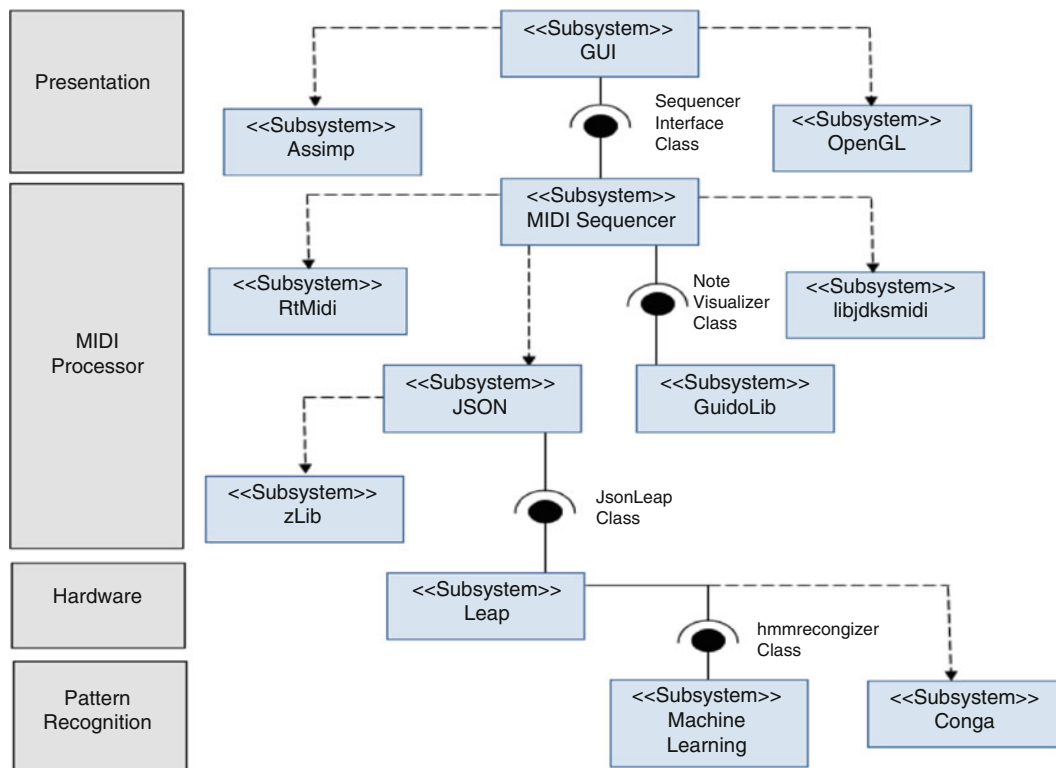 Presentation
<<Subsystem>>
GUI
<<Subsystem>>
Assimp
Sequencer
Interface
Class
<<Subsystem>>
OpenGL
MIDI
Processor
<<Subsystem>>
MIDI Sequencer
<<Subsystem>>
RtMidi
Note
Visualizer
Class
<<Subsystem>>
libjdksmidi
<<Subsystem>>
JSON
<<Subsystem>>
GuidoLib
<<Subsystem>>
zLib
JsonLeap
Class
Hardware
<<Subsystem>>
Leap
hmmrecongizer
Class
Pattern
Recognition
<<Subsystem>>
Machine
Learning
<<Subsystem>>
Conga